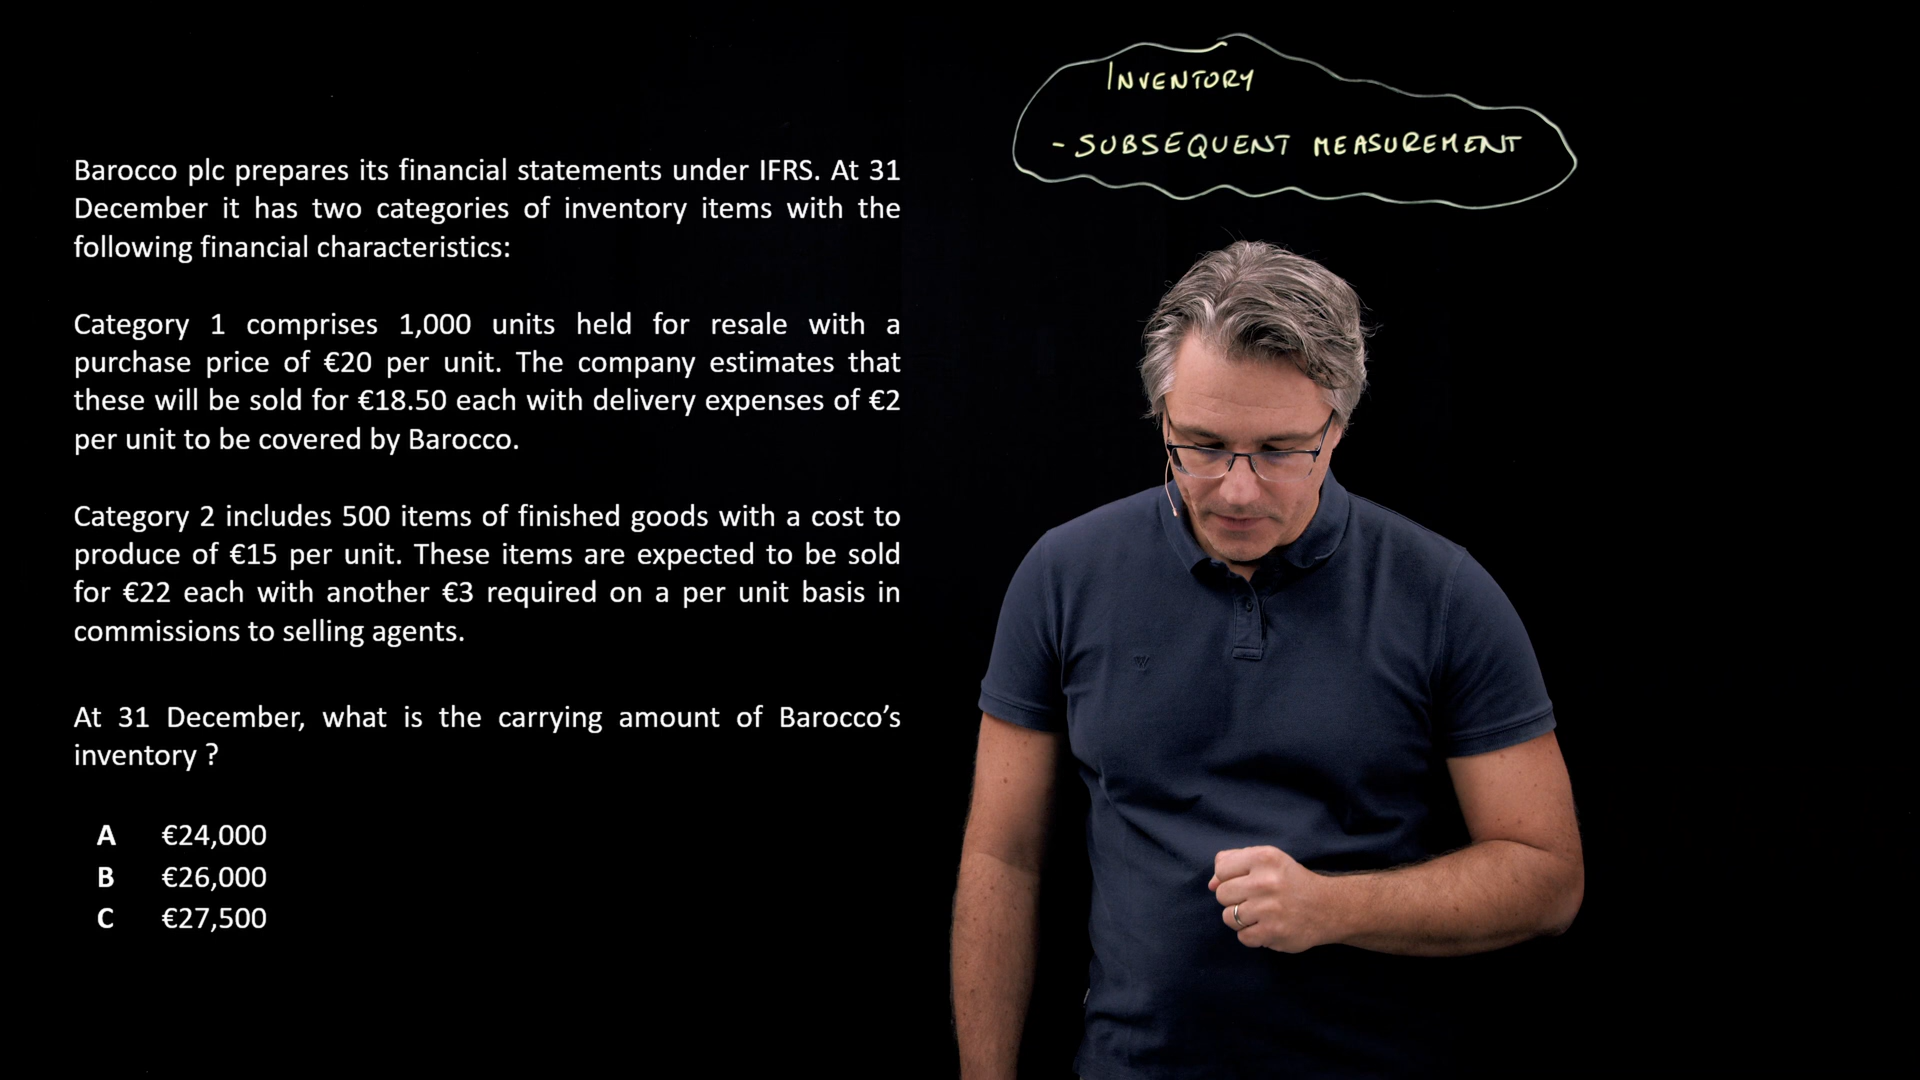 INVENTORY
- SUBSEQUENT MEASUREMENT
Barocco plc prepares its financial statements under IFRS. At 31
December it has two categories of inventory items with the
following financial characteristics:
Category 1 comprises 1,000 units held for resale with a
purchase price of €20 per unit. The company estimates that
these will be sold for €18.50 each with delivery expenses of €2
per unit to be covered by Barocco.
Category 2 includes 500 items of finished goods with a cost to
produce of €15 per unit. These items are expected to be sold
for €22 each with another €3 required on a per unit basis in
commissions to selling agents.
At 31 December, what is the carrying amount of Barocco’s
inventory ?
A €24,000
B €26,000
C €27,500
W